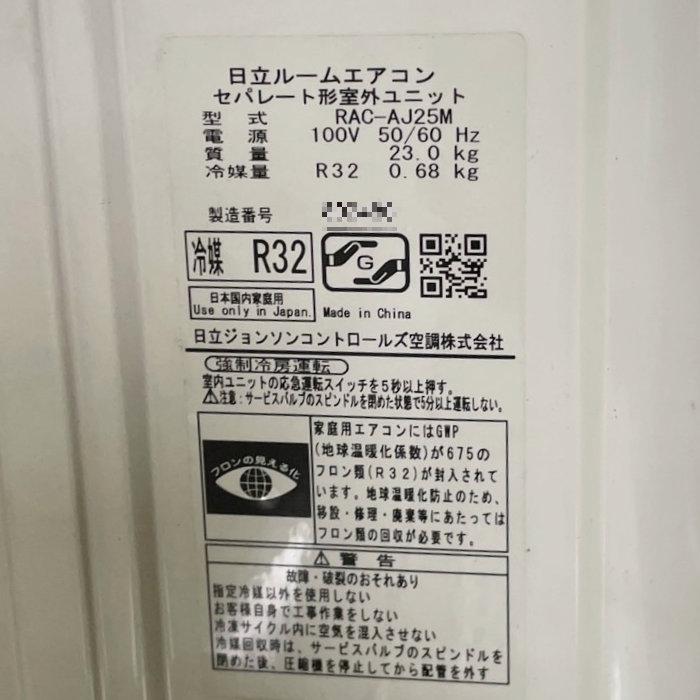 日立ルームエアコン
セパレート形室外ユニット
型 式 RAC-AJ25M
電 源 100V 50/60 Hz
質 量 23.0 kg
冷媒量 R32 0.68 kg
製造番号
冷媒 R32
G
日本国内家庭用
Use only in Japan.
Made in China
日立ジョンソンコントロールズ空調株式会社
強制冷房運転
室内ユニットの応急運転スイッチを5秒以上押す。
⚠注意:サービスバルブのスピンドルを閉めた状態で5分以上運転しない。
フロンの見える化
家庭用エアコンにはGWP
(地球温暖化係数)が675の
フロン類(R32)が封入されて
います。地球温暖化防止のため、
移設・修理・廃棄等にあたっては
フロン類の回収が必要です。
⚠ 警 告
故障・破裂のおそれあり
指定冷媒以外を使用しない
お客様自身で工事作業をしない
冷凍サイクル内に空気を混入させない
冷媒回収時は、サービスバルブのスピンドルを
閉めた後、圧縮機を停止してから配管を外す